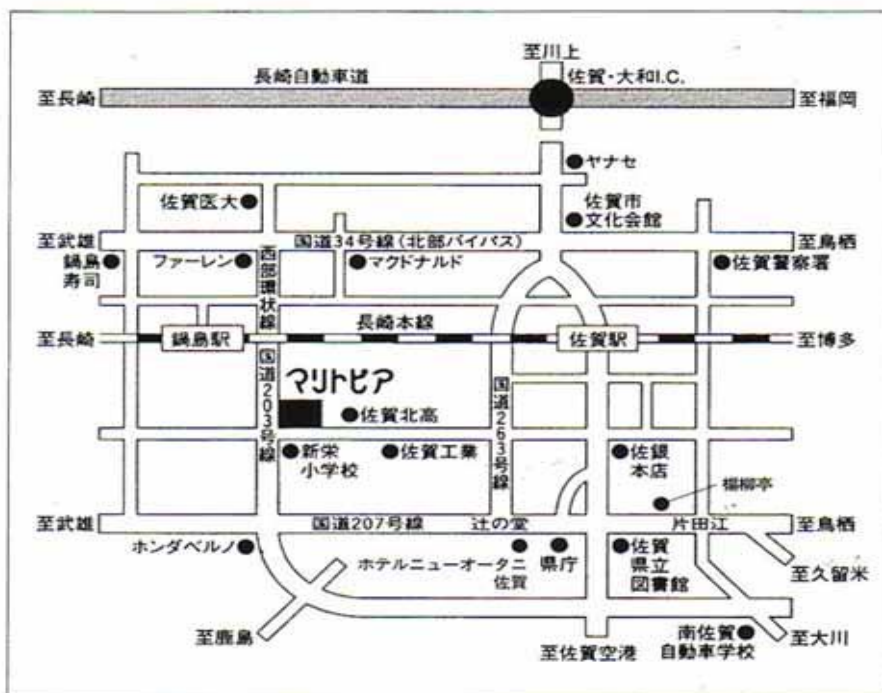 至川上
長崎自動車道
佐賀・大和I.C.
至長崎
至福岡
ヤナセ
佐賀医大
佐賀市
文化会館
至武雄
国道34号線(北部バイパス)
至鳥栖
鍋島
寿司
ファーレン
西部環状線
マクドナルド
佐賀警察署
長崎本線
至長崎
鍋島駅
佐賀駅
至博多
国道203号線
マリトピア
佐賀北高
国道263号線
新栄
小学校
佐賀工業
佐銀
本店
楊柳亭
至武雄
国道207号線
辻の堂
片田江
至鳥栖
ホンダベルノ
ホテルニューオータニ
佐賀
県庁
佐賀
県立
図書館
至久留米
至鹿島
至佐賀空港
南佐賀
自動車学校
至大川